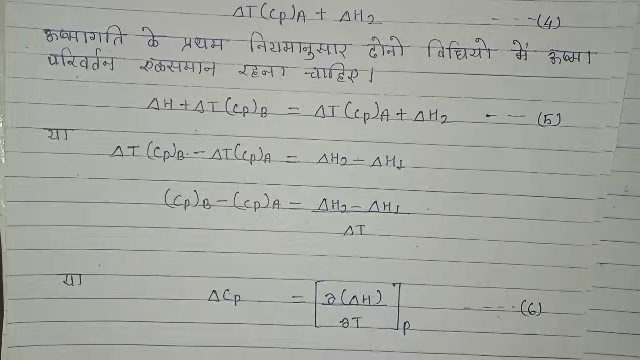 ΔT(Cp)A + ΔH2 - - - (4)
ऊष्मागति के प्रथम नियमानुसार दोनो विधियो में ऊष्मा
परिवर्तन एकसमान रहना चाहिए।
ΔH + ΔT(Cp)B = ΔT(Cp)A + ΔH2 - - - (5)
या
ΔT(Cp)B - ΔT(Cp)A = ΔH2 - ΔH1
(Cp)B - (Cp)A = ΔH2 - ΔH1
ΔT
या
ΔCp = [∂(ΔH)
∂T]p - - - - (6)